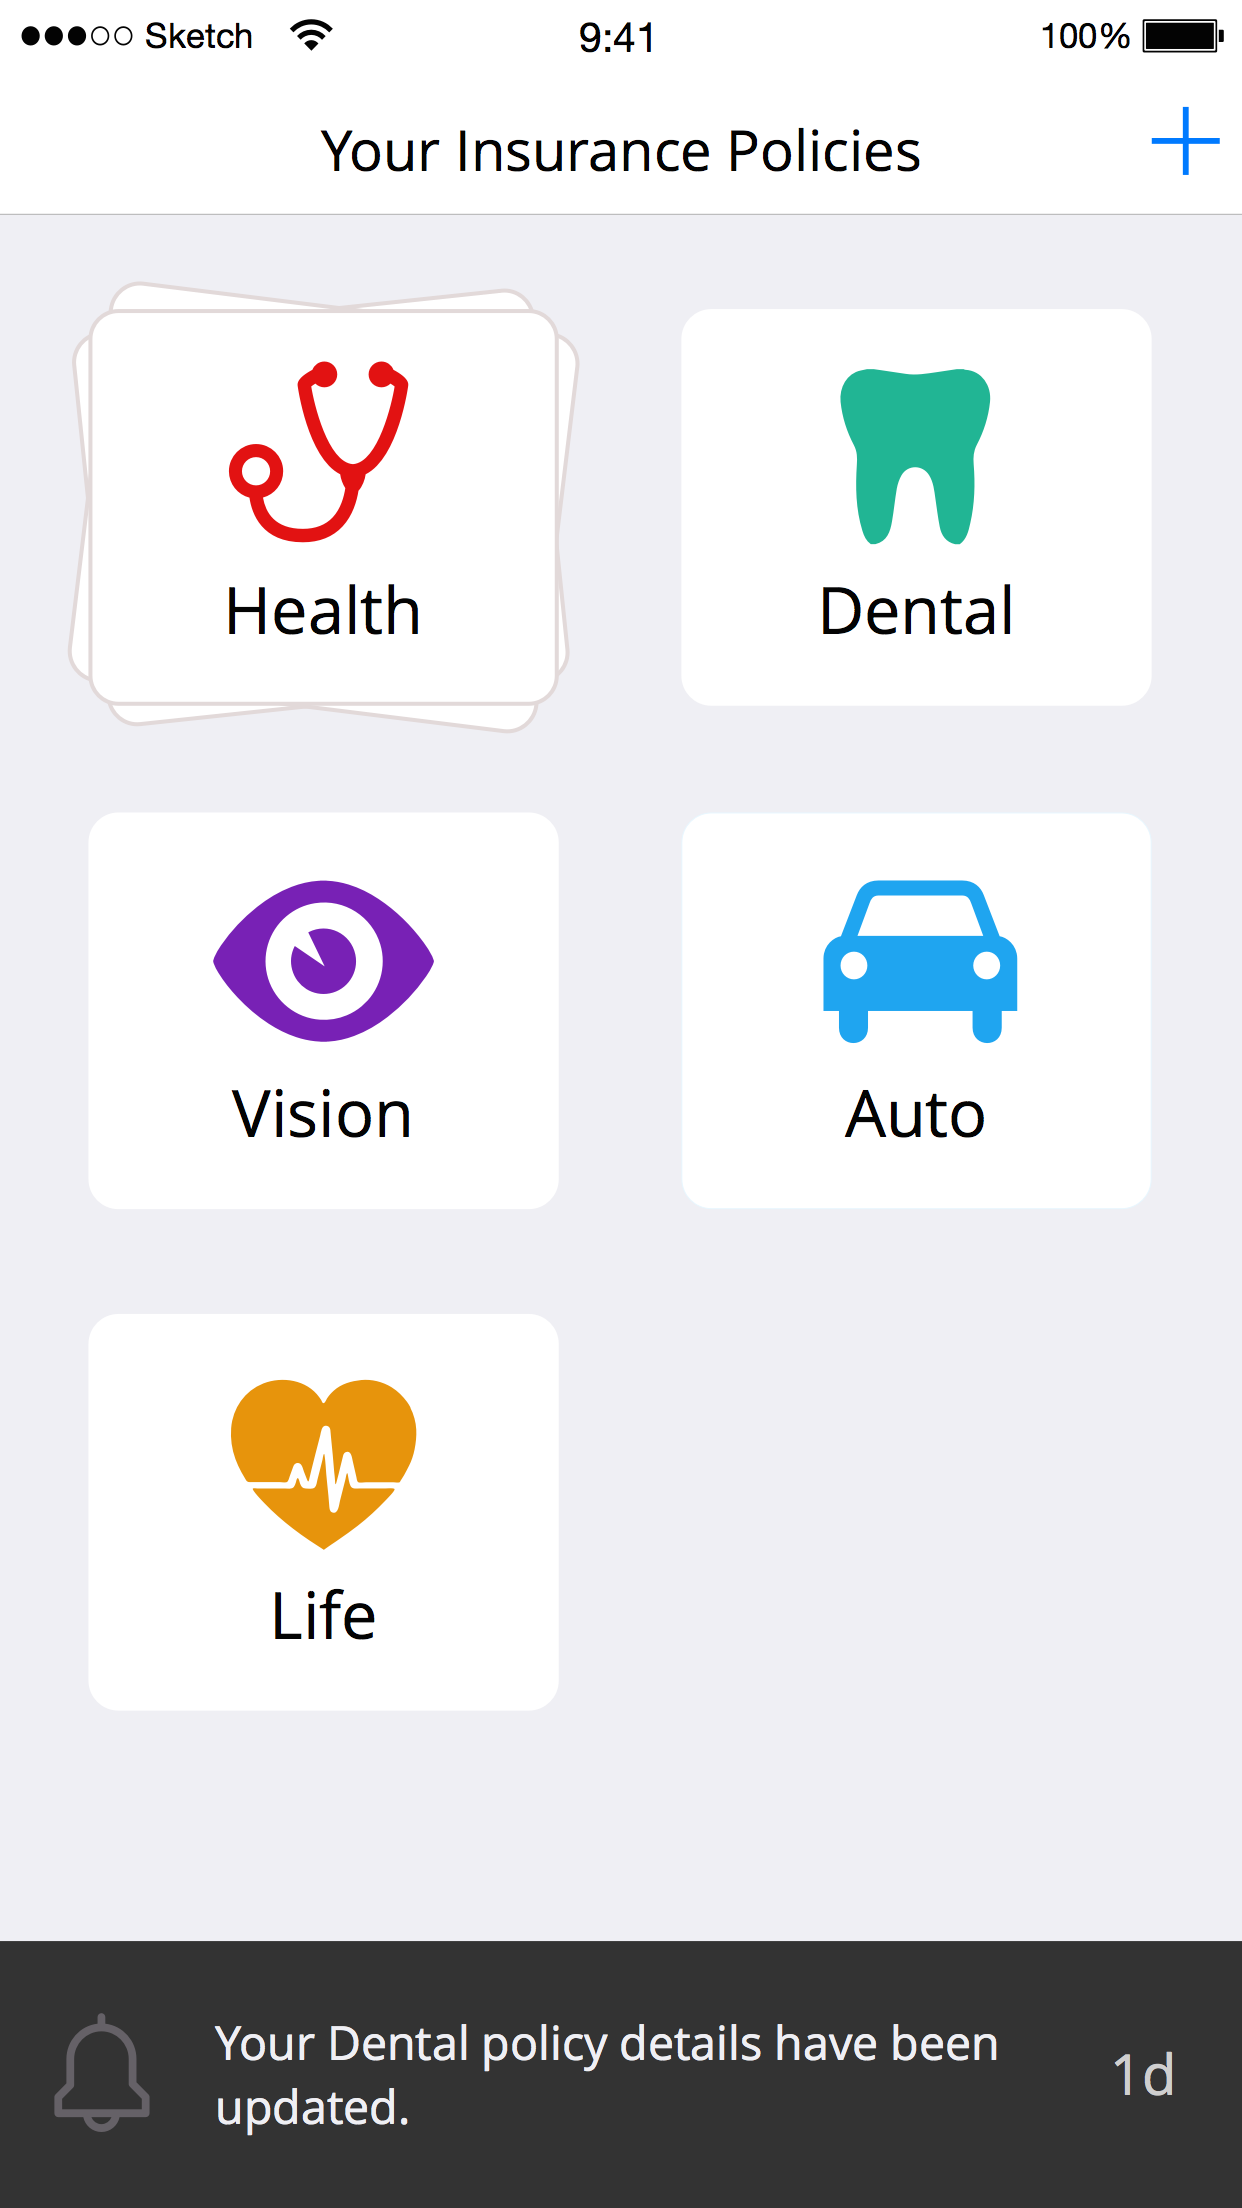 Sketch 9:41 100%
Your Insurance Policies
Health Dental
Vision Auto
Life
Your Dental policy details have been
updated.
1d